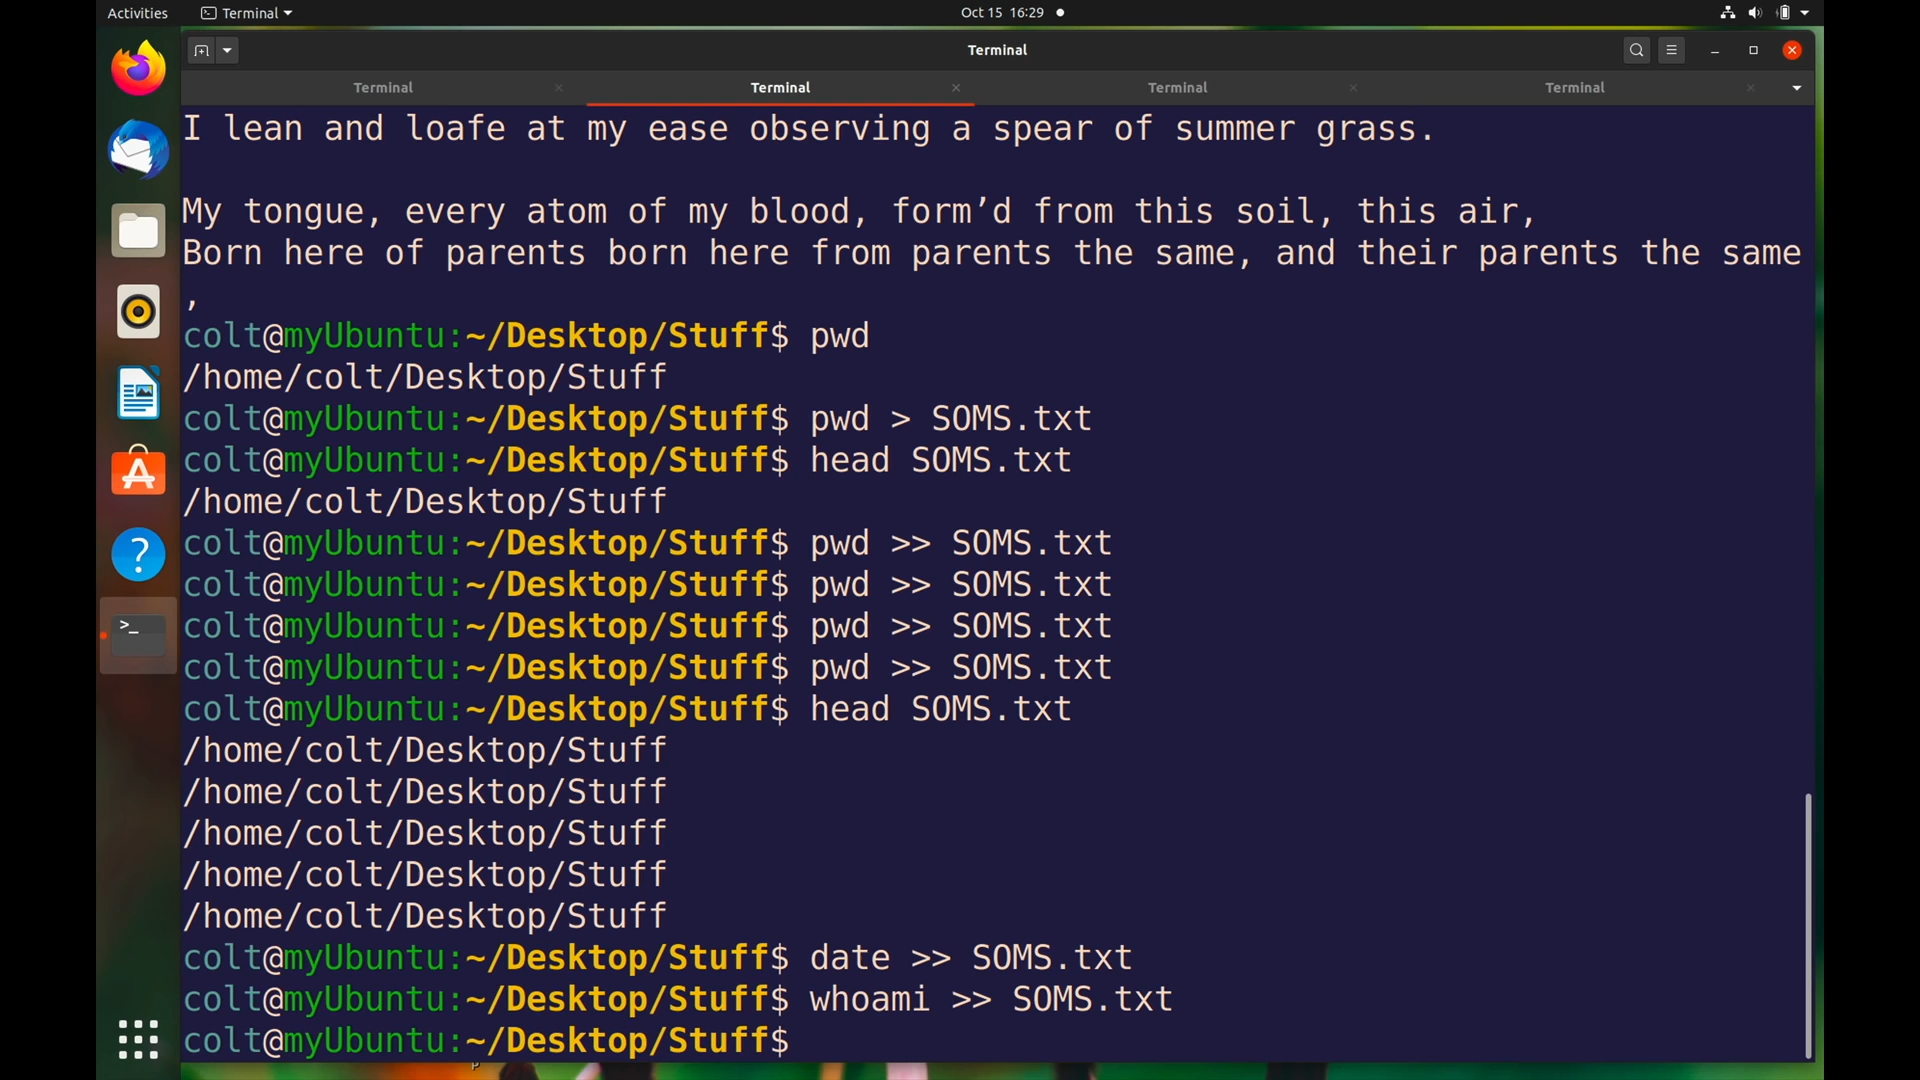 Activities Terminal Oct 15 16:29
Terminal
Terminal Terminal Terminal Terminal
I lean and loafe at my ease observing a spear of summer grass.
My tongue, every atom of my blood, form’d from this soil, this air,
Born here of parents born here from parents the same, and their parents the same
,
colt@myUbuntu:~/Desktop/Stuff$ pwd
/home/colt/Desktop/Stuff
colt@myUbuntu:~/Desktop/Stuff$ pwd > SOMS.txt
colt@myUbuntu:~/Desktop/Stuff$ head SOMS.txt
/home/colt/Desktop/Stuff
colt@myUbuntu:~/Desktop/Stuff$ pwd >> SOMS.txt
colt@myUbuntu:~/Desktop/Stuff$ pwd >> SOMS.txt
colt@myUbuntu:~/Desktop/Stuff$ pwd >> SOMS.txt
colt@myUbuntu:~/Desktop/Stuff$ pwd >> SOMS.txt
colt@myUbuntu:~/Desktop/Stuff$ head SOMS.txt
/home/colt/Desktop/Stuff
/home/colt/Desktop/Stuff
/home/colt/Desktop/Stuff
/home/colt/Desktop/Stuff
/home/colt/Desktop/Stuff
colt@myUbuntu:~/Desktop/Stuff$ date >> SOMS.txt
colt@myUbuntu:~/Desktop/Stuff$ whoami >> SOMS.txt
colt@myUbuntu:~/Desktop/Stuff$